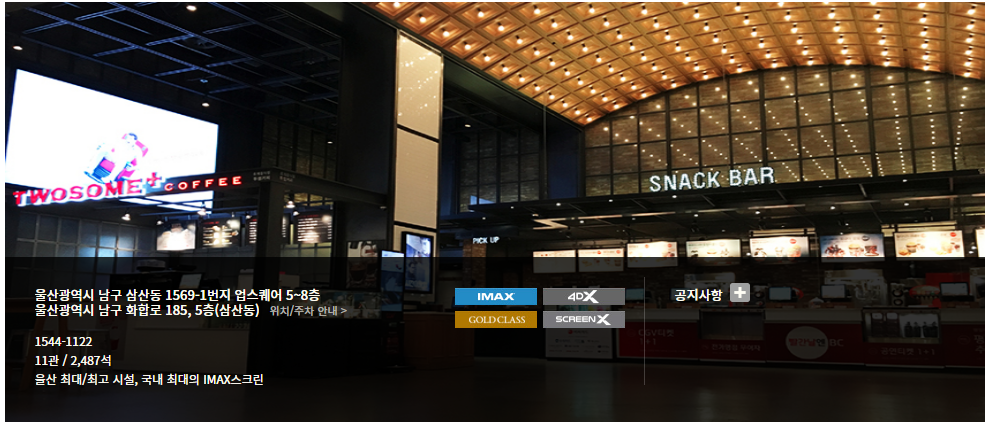 TWOSOME+ COFFEE
SNACK BAR
PICK UP
울산광역시 남구 삼산동 1569-1번지 업스퀘어 5~8층
울산광역시 남구 화합로 185, 5층(삼산동) 위치/주차 안내 >
1544-1122
11관 / 2,487석
울산 최대/최고 시설, 국내 최대의 IMAX스크린
IMAX 4DX
GOLD CLASS SCREENX
공지사항 +